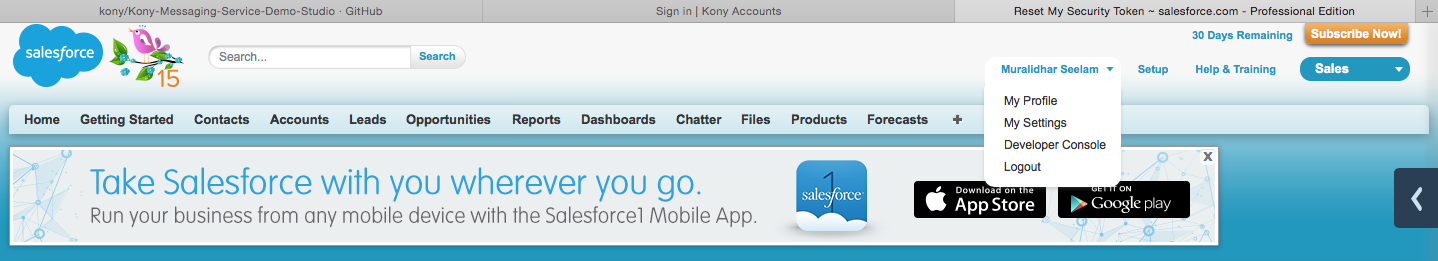 kony/Kony-Messaging-Service-Demo-Studio · GitHub
Sign in | Kony Accounts
Reset My Security Token ~ salesforce.com - Professional Edition
+
salesforce
15
Search...
Search
30 Days Remaining
Subscribe Now!
Muralidhar Seelam
Setup
Help & Training
Sales
My Profile
My Settings
Developer Console
Logout
Home Getting Started Contacts Accounts Leads Opportunities Reports Dashboards Chatter Files Products Forecasts +
Take Salesforce with you wherever you go.
Run your business from any mobile device with the Salesforce1 Mobile App.
1
salesforce
Download on the
App Store
GET IT ON
Google play
X